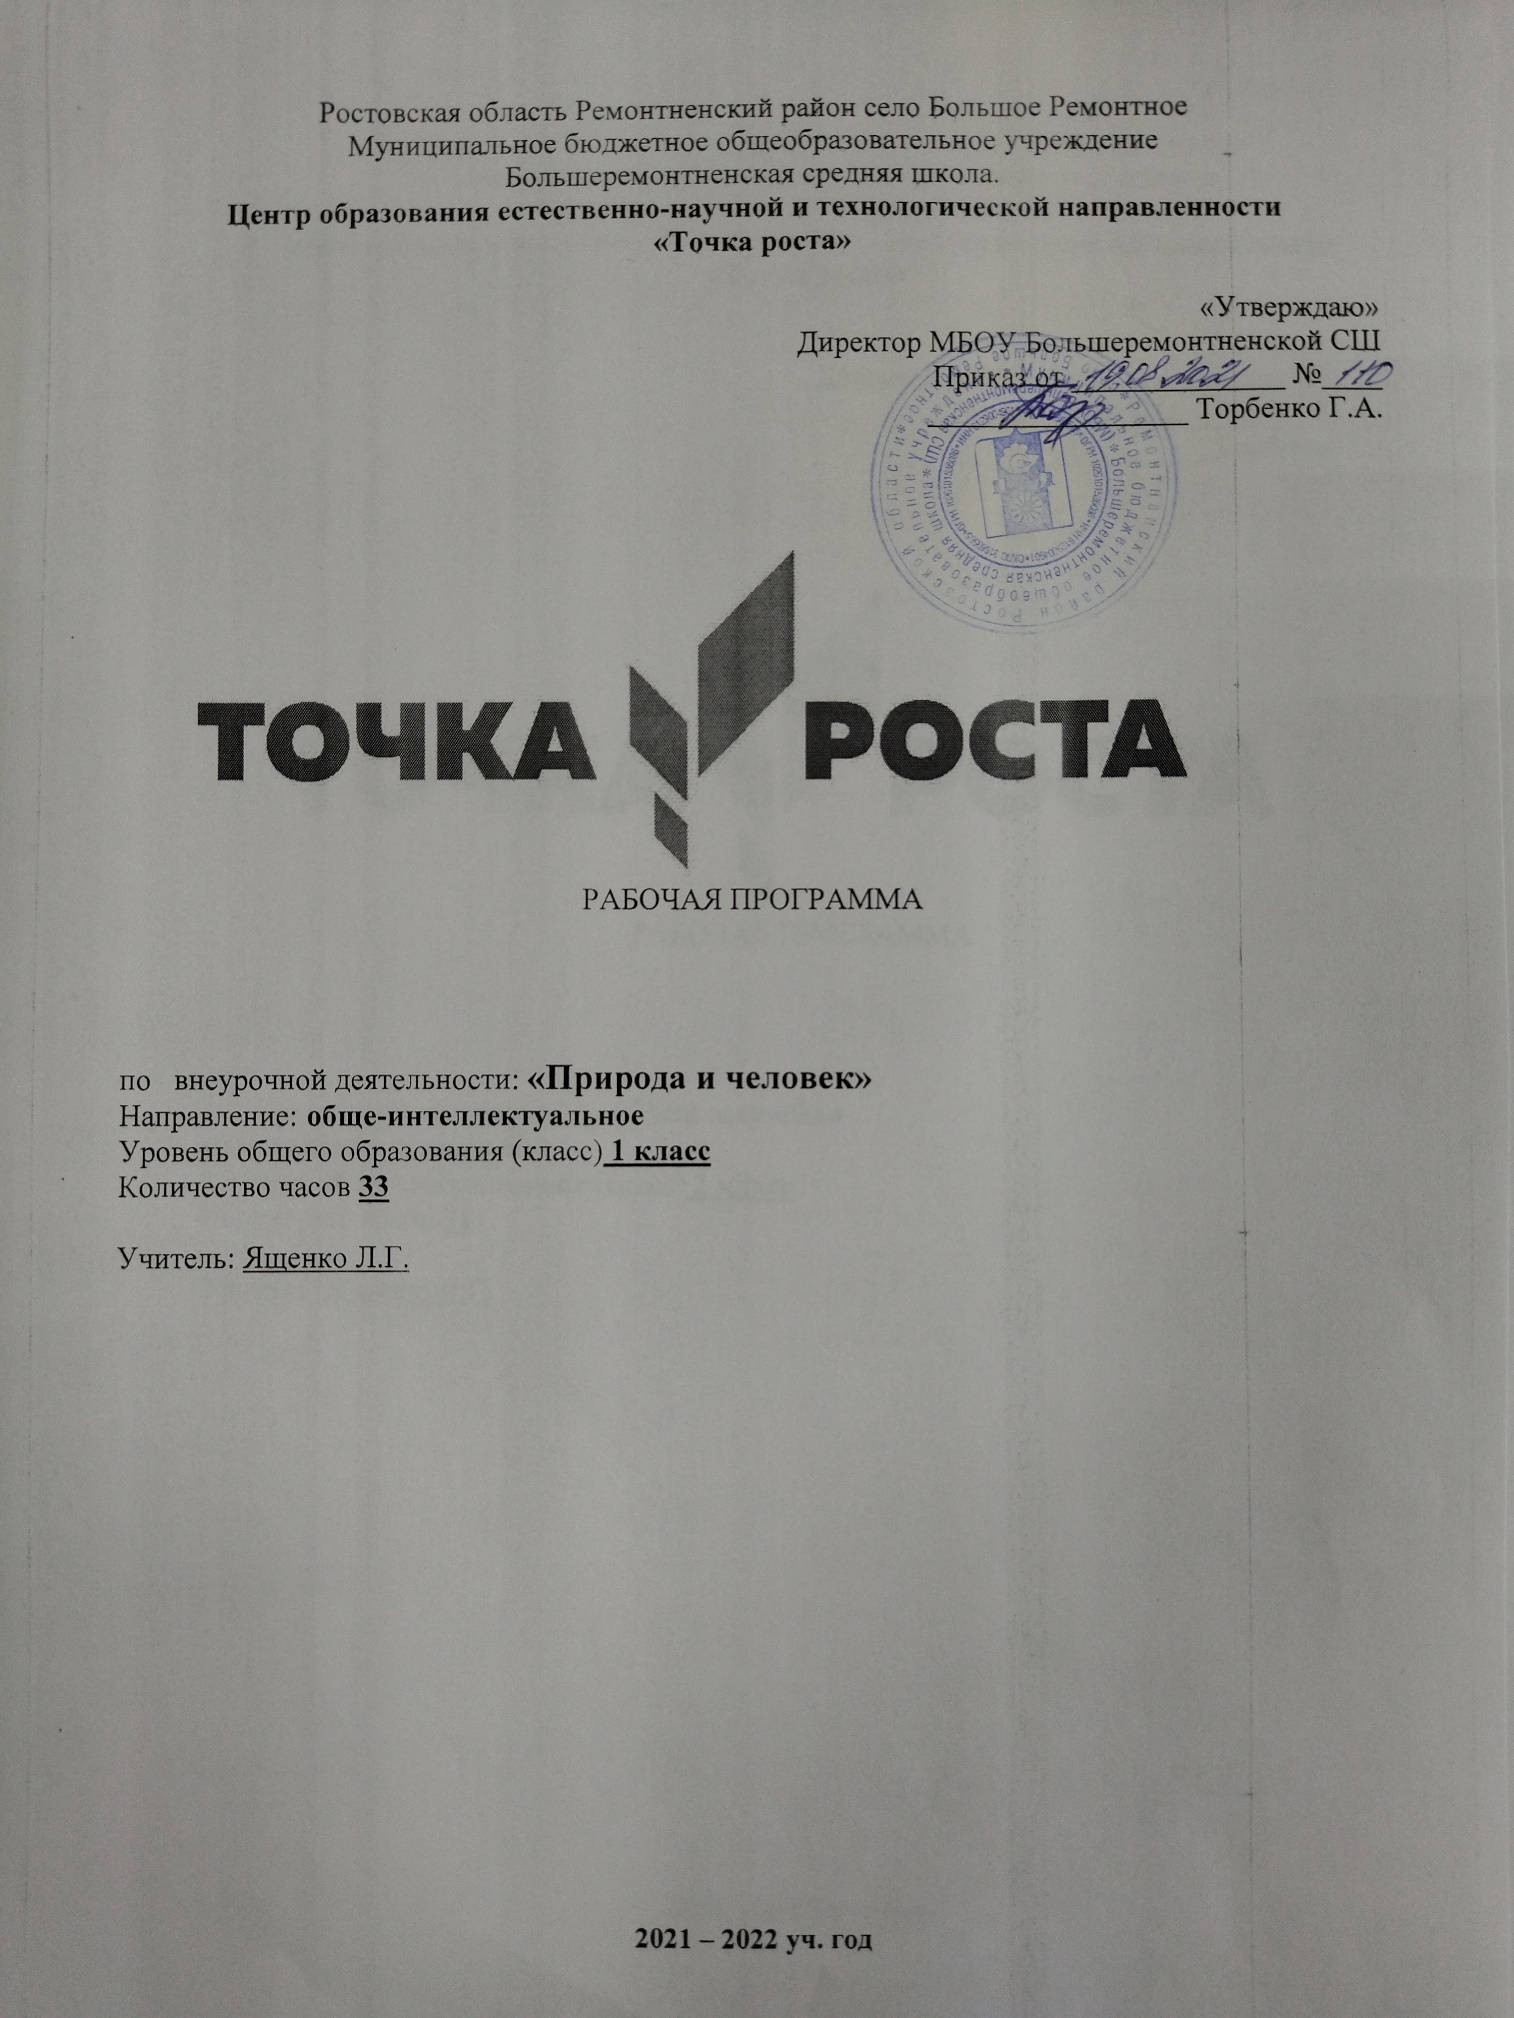 Ростовская область Ремонтненский район село Большое Ремонтное
Муниципальное бюджетное общеобразовательное учреждение
Большеремонтненская средняя школа.
Центр образования естественно-научной и технологической направленности
«Точка роста»
«Утверждаю»
Директор МБОУ Большеремонтненской СШ
Приказ от 19.08.2021 № 110
Торбенко Г.А.
ТОЧКА РОСТА
РАБОЧАЯ ПРОГРАММА
по внеурочной деятельности: «Природа и человек»
Направление: обще-интеллектуальное
Уровень общего образования (класс) 1 класс
Количество часов 33
Учитель: Ященко Л.Г.
2021 – 2022 уч. год